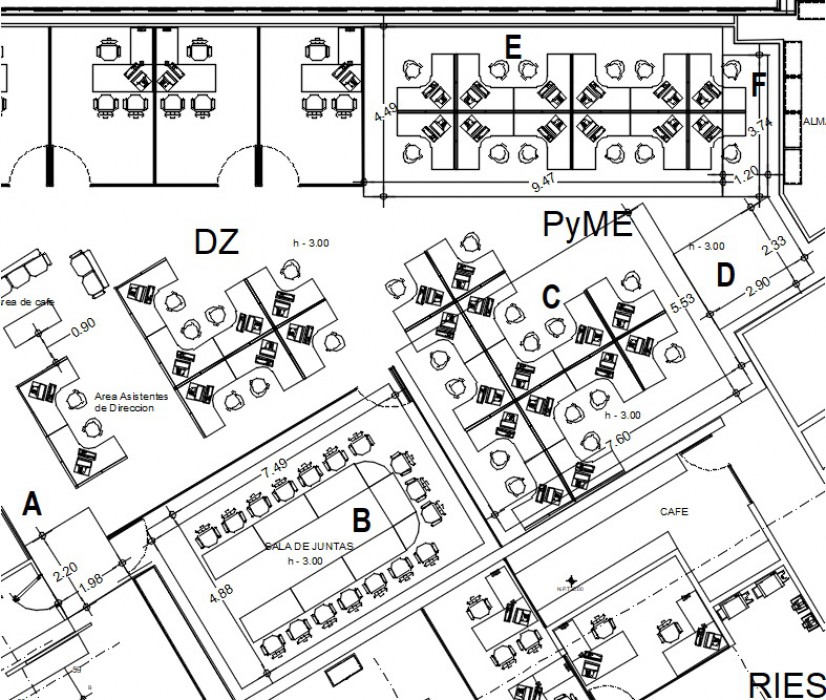 E
F
4.49
3.74
ALMA
9.47
1.20
PyME
DZ
h - 3.00
h - 3.00
2.33
D
2.90
C
5.53
area de cafe
0.90
Area Asistentes
de Direccion
h - 3.00
7.60
7.49
A
B
CAFE
SALA DE JUNTAS
h - 3.00
2.20
1.98
4.88
RIES